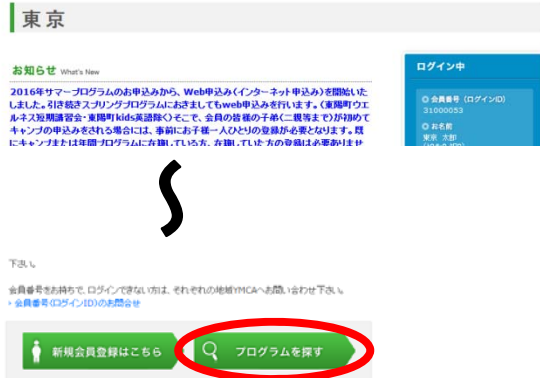 東京
お知らせ What's New
2016年サマープログラムのお申込みから、Web申込み(インターネット申込み)を開始いた
しました。引き続きスプリングプログラムにおきましてもweb申込みを行います。(東陽町ウエ
ルネス短期講習会・東陽町kids英語除く)そこで、会員の皆様の子弟(二親等まで)が初めて
キャンプの申込みをされる場合には、事前にお子様一人ひとりの登録が必要となります。既
にキャンプまたは年間プログラムに在籍している方、在籍していた方の登録は必要ありませ
ログイン中
会員番号(ログインID)
31000053
お名前
東京 太郎
下さい。
会員番号をお持ちで、ログインできない方は、それぞれの地域YMCAへお問い合わせ下さい。
会員番号(ログインID)のお問合せ
新規会員登録はこちら
プログラムを探す